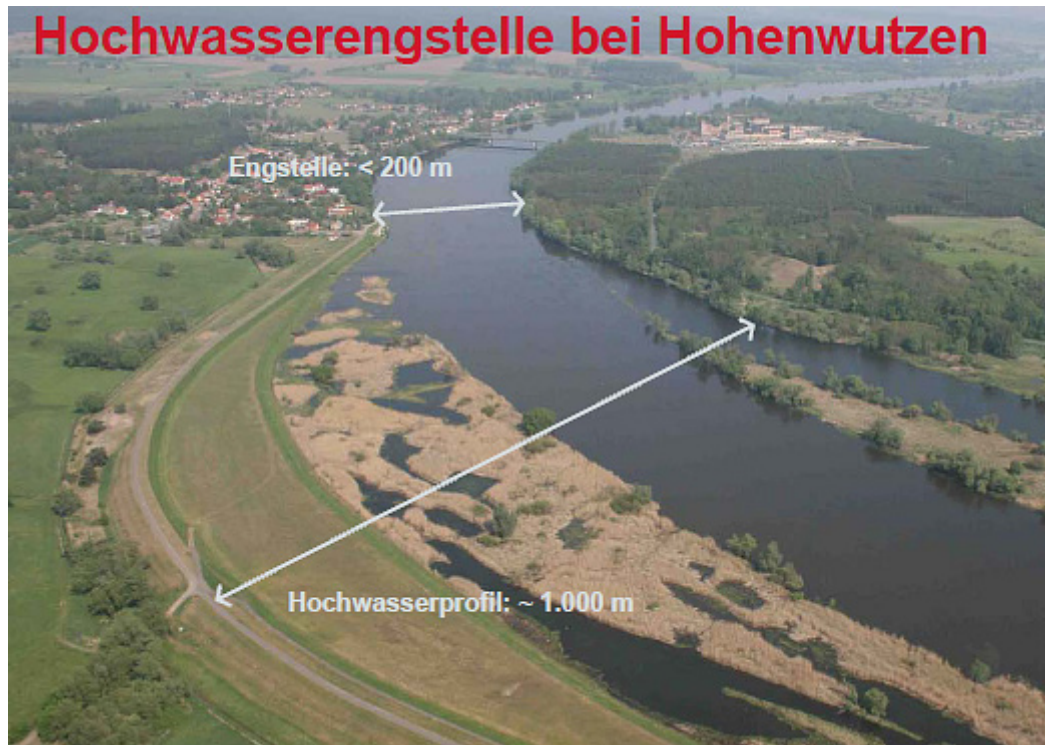 Hochwasserengstelle bei Hohenwutzen
Engstelle: < 200 m
Hochwasserprofil: ~ 1.000 m